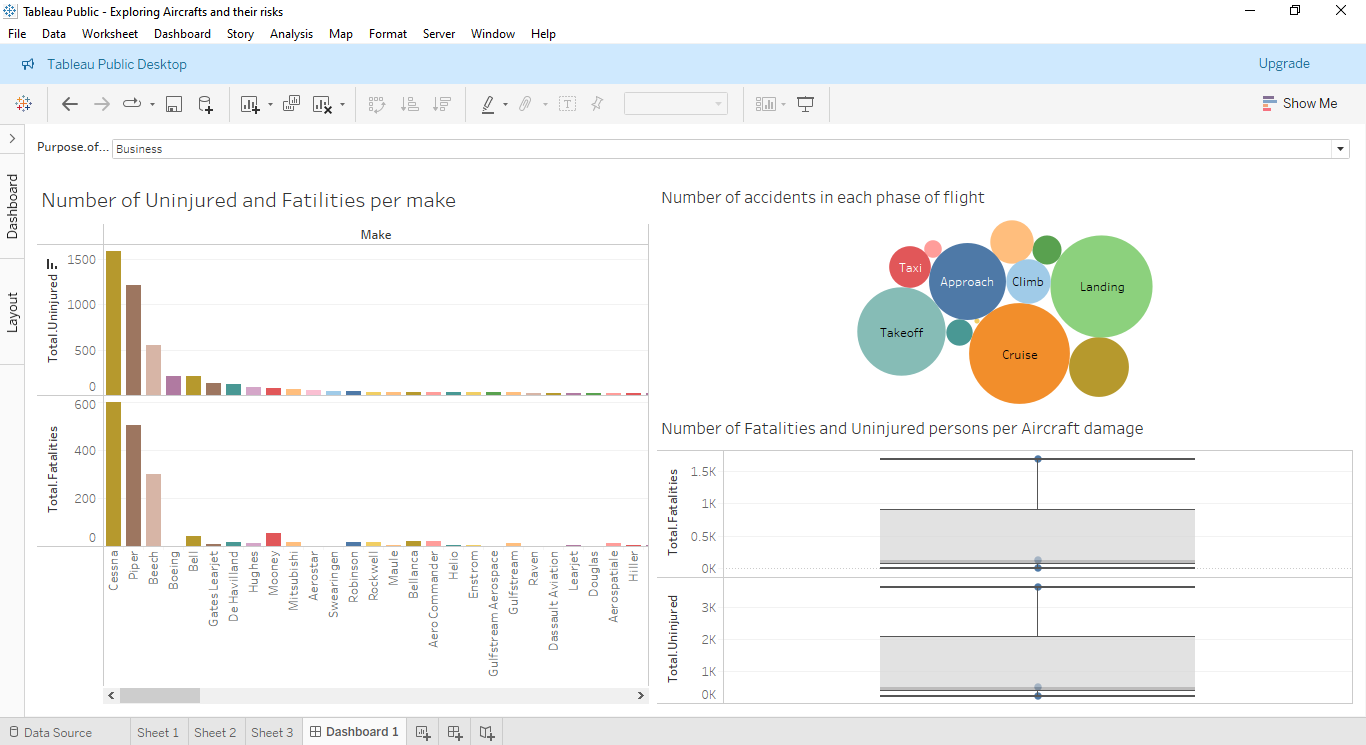 Tableau Public - Exploring Aircrafts and their risks
File Data Worksheet Dashboard Story Analysis Map Format Server Window Help
Tableau Public Desktop
Upgrade
Show Me
Purpose.of...
Business
Dashboard
Layout
Number of Uninjured and Fatilities per make
Make
Total.Uninjured
1500
1000
500
0
Total.Fatalities
600
400
200
0
Cessna
Piper
Beech
Boeing
Bell
Gates Learjet
De Havilland
Hughes
Mooney
Mitsubishi
Aerostar
Swearingen
Robinson
Rockwell
Maule
Bellanca
Aero Commander
Helio
Enstrom
Gulfstream Aerospace
Gulfstream
Raven
Dassault Aviation
Learjet
Douglas
Aerospatiale
Hiller
Number of accidents in each phase of flight
Taxi
Approach
Climb
Landing
Takeoff
Cruise
Number of Fatalities and Uninjured persons per Aircraft damage
Total.Fatalities
1.5K
1K
0.5K
0K
Total.Uninjured
3K
2K
1K
0K
Data Source
Sheet 1
Sheet 2
Sheet 3
Dashboard 1